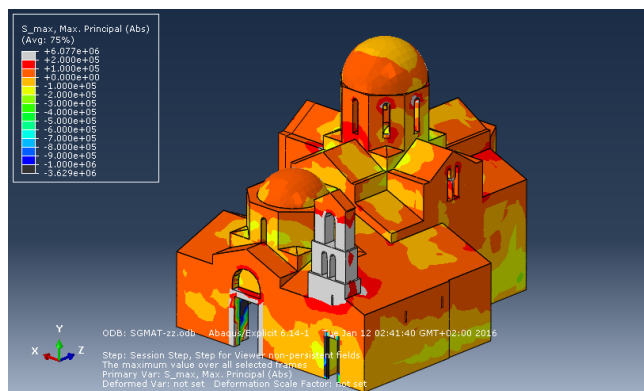 S_max, Max. Principal (Abs)
(Avg: 75%)
+6.077e+06
+2.000e+05
+1.000e+05
+0.000e+00
-1.000e+05
-2.000e+05
-3.000e+05
-4.000e+05
-5.000e+05
-6.000e+05
-7.000e+05
-8.000e+05
-9.000e+05
-1.000e+06
-3.629e+06
Y
X
Z
ODB: SGMAT-zz.odb Abaqus/Explicit 6.14-1 Tue Jan 12 02:41:40 GMT+02:00 2016
Step: Session Step, Step for Viewer non-persistent fields
The maximum value over all selected frames
Primary Var: S_max, Max. Principal (Abs)
Deformed Var: not set Deformation Scale Factor: not set